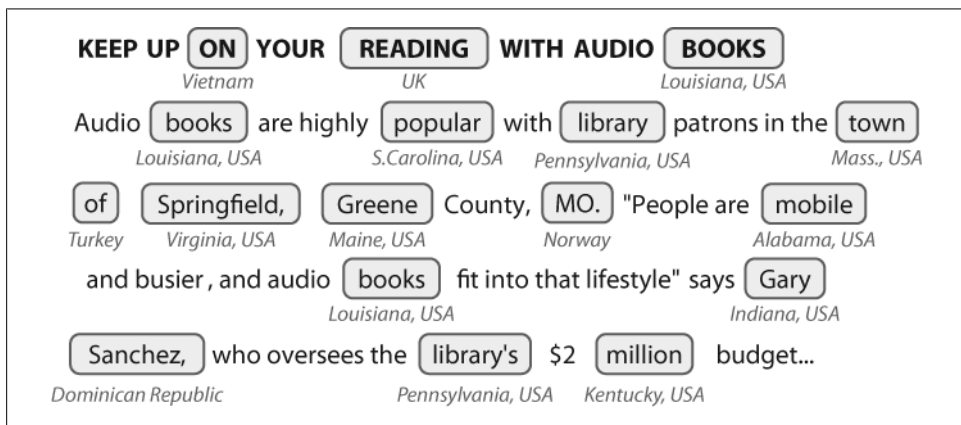 KEEP UP ON YOUR READING WITH AUDIO BOOKS
Vietnam UK Louisiana, USA
Audio books are highly popular with library patrons in the town
Louisiana, USA S.Carolina, USA Pennsylvania, USA Mass., USA
of Springfield, Greene County, MO. "People are mobile
Turkey Virginia, USA Maine, USA Norway Alabama, USA
and busier, and audio books fit into that lifestyle" says Gary
Louisiana, USA Indiana, USA
Sanchez, who oversees the library's $2 million budget...
Dominican Republic Pennsylvania, USA Kentucky, USA